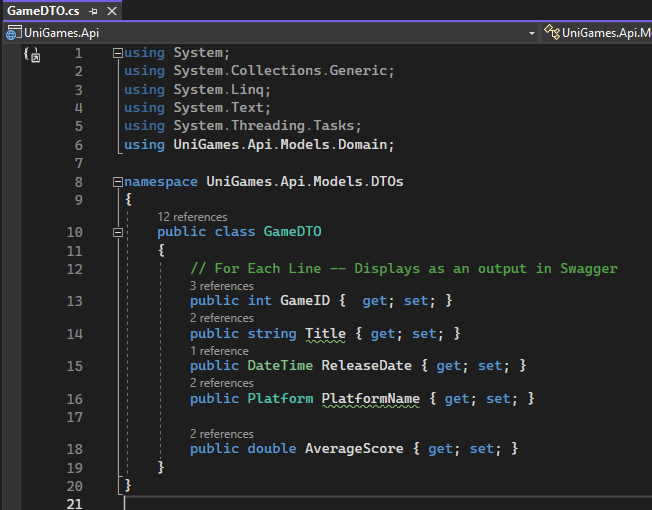 GameDTO.cs
UniGames.Api
UniGames.Api.M
1 using System;
2 using System.Collections.Generic;
3 using System.Linq;
4 using System.Text;
5 using System.Threading.Tasks;
6 using UniGames.Api.Models.Domain;
7
8 namespace UniGames.Api.Models.DTOs
9 {
12 references
10 public class GameDTO
11 {
12 // For Each Line -- Displays as an output in Swagger
3 references
13 public int GameID {  get; set; }
2 references
14 public string Title { get; set; }
1 reference
15 public DateTime ReleaseDate { get; set; }
2 references
16 public Platform PlatformName { get; set; }
17
2 references
18 public double AverageScore { get; set; }
19 }
20 }
21